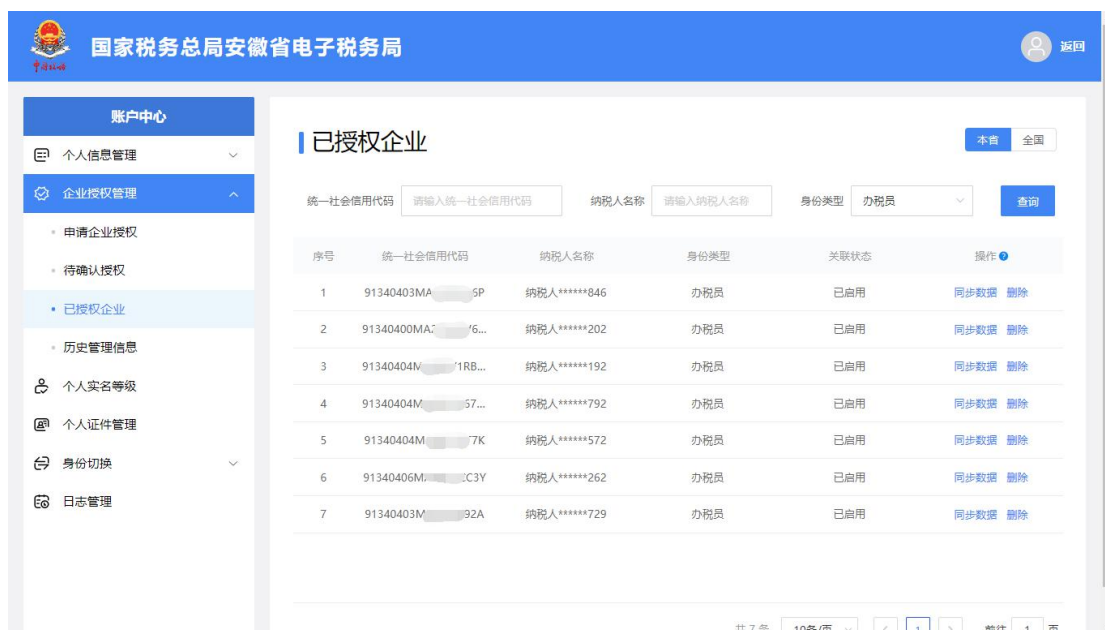 国家税务总局安徽省电子税务局
返回
账户中心
个人信息管理
企业授权管理
申请企业授权
待确认授权
已授权企业
历史管理信息
个人实名等级
个人证件管理
身份切换
日志管理
已授权企业
本省 全国
统一社会信用代码 请输入统一社会信用代码 纳税人名称 请输入纳税人名称 身份类型 办税员 查询
序号 统一社会信用代码 纳税人名称 身份类型 关联状态 操作
1 91340403MA 6P 纳税人******846 办税员 已启用 同步数据 删除
2 91340400MA 6... 纳税人******202 办税员 已启用 同步数据 删除
3 91340404M 1RB... 纳税人******192 办税员 已启用 同步数据 删除
4 91340404M 57... 纳税人******792 办税员 已启用 同步数据 删除
5 91340404M 7K 纳税人******572 办税员 已启用 同步数据 删除
6 91340406M C3Y 纳税人******262 办税员 已启用 同步数据 删除
7 91340403M 92A 纳税人******729 办税员 已启用 同步数据 删除
共 7 条 10条/页 1 前往 1 页